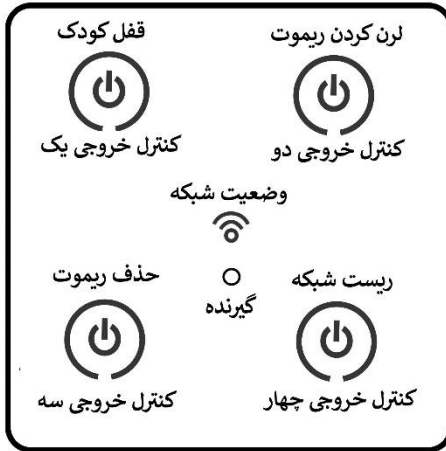 لرن کردن ریموت
قفل کودک
کنترل خروجی دو
کنترل خروجی یک
وضعیت شبکه
ریست شبکه
حذف ریموت
گیرنده
کنترل خروجی چهار
کنترل خروجی سه